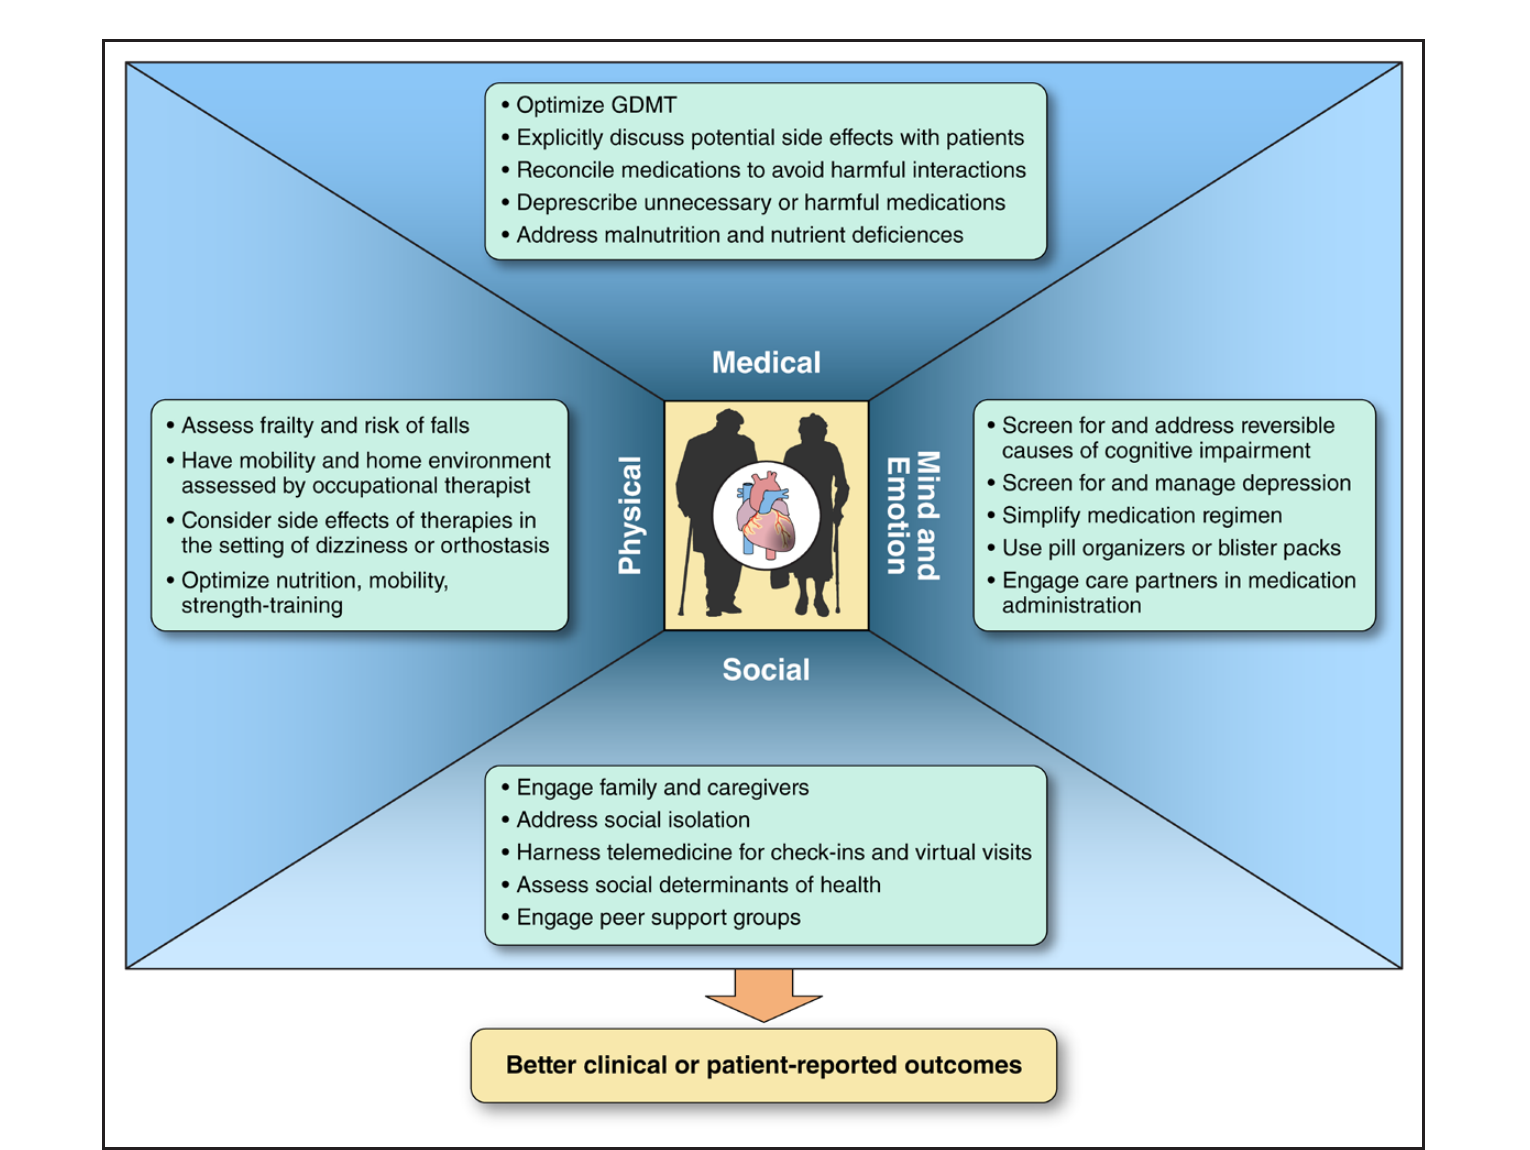 • Optimize GDMT
• Explicitly discuss potential side effects with patients
• Reconcile medications to avoid harmful interactions
• Deprescribe unnecessary or harmful medications
• Address malnutrition and nutrient deficiences
Medical
• Assess frailty and risk of falls
• Have mobility and home environment
assessed by occupational therapist
• Consider side effects of therapies in
the setting of dizziness or orthostasis
• Optimize nutrition, mobility,
strength-training
Physical
Mind and
Emotion
• Screen for and address reversible
causes of cognitive impairment
• Screen for and manage depression
• Simplify medication regimen
• Use pill organizers or blister packs
• Engage care partners in medication
administration
Social
• Engage family and caregivers
• Address social isolation
• Harness telemedicine for check-ins and virtual visits
• Assess social determinants of health
• Engage peer support groups
Better clinical or patient-reported outcomes